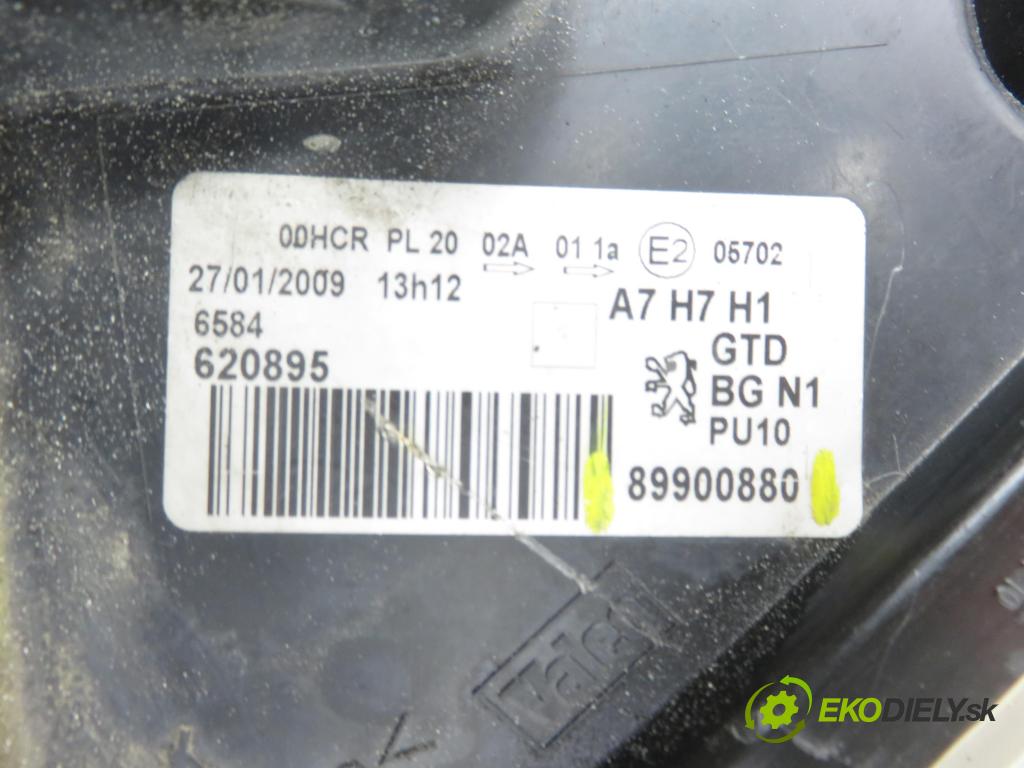 00HCR PL 20 02A 01 1a E2 05702
27/01/2009 13h12 A7 H7 H1
6584 GTD
620895 BG N1
PU10
89900880
Valeo
EKODIELY.sk